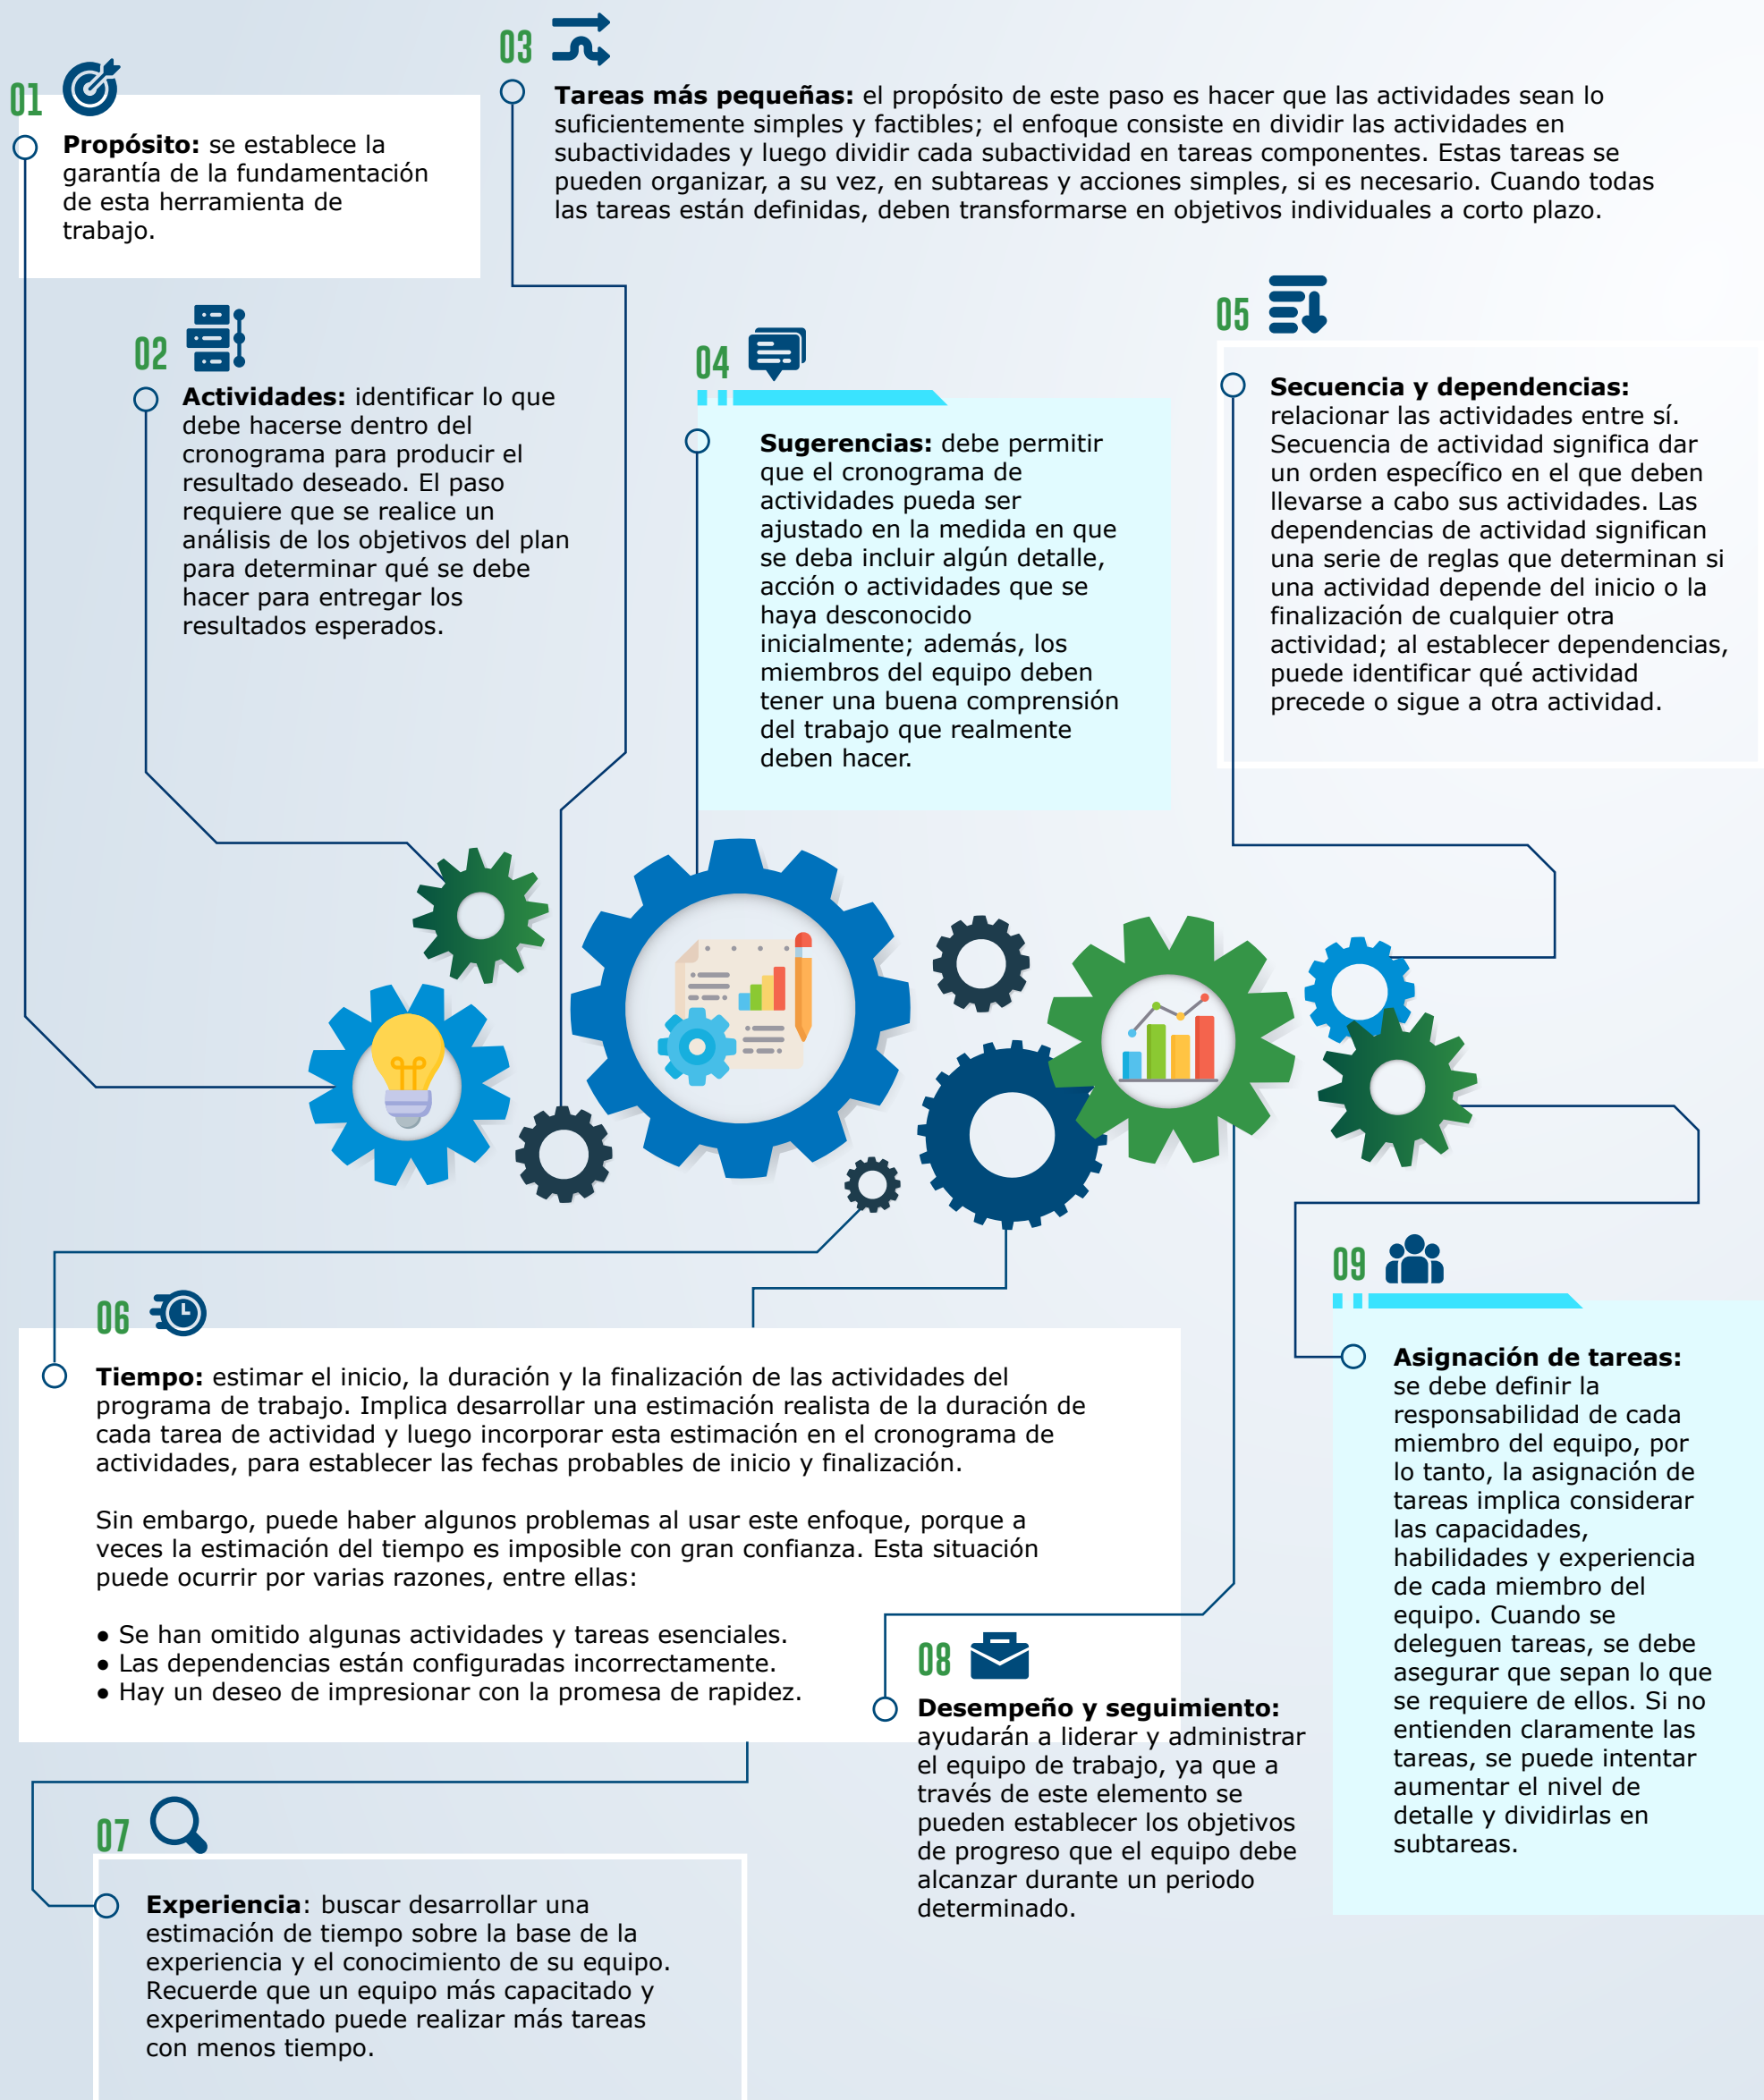 01
Propósito: se establece la
garantía de la fundamentación
de esta herramienta de
trabajo.
02
Actividades: identificar lo que
debe hacerse dentro del
cronograma para producir el
resultado deseado. El paso
requiere que se realice un
análisis de los objetivos del plan
para determinar qué se debe
hacer para entregar los
resultados esperados.
03
Tareas más pequeñas: el propósito de este paso es hacer que las actividades sean lo
suficientemente simples y factibles; el enfoque consiste en dividir las actividades en
subactividades y luego dividir cada subactividad en tareas componentes. Estas tareas se
pueden organizar, a su vez, en subtareas y acciones simples, si es necesario. Cuando todas
las tareas están definidas, deben transformarse en objetivos individuales a corto plazo.
04
Sugerencias: debe permitir
que el cronograma de
actividades pueda ser
ajustado en la medida en que
se deba incluir algún detalle,
acción o actividades que se
haya desconocido
inicialmente; además, los
miembros del equipo deben
tener una buena comprensión
del trabajo que realmente
deben hacer.
05
Secuencia y dependencias:
relacionar las actividades entre sí.
Secuencia de actividad significa dar
un orden específico en el que deben
llevarse a cabo sus actividades. Las
dependencias de actividad significan
una serie de reglas que determinan si
una actividad depende del inicio o la
finalización de cualquier otra
actividad; al establecer dependencias,
puede identificar qué actividad
precede o sigue a otra actividad.
06
Tiempo: estimar el inicio, la duración y la finalización de las actividades del
programa de trabajo. Implica desarrollar una estimación realista de la duración de
cada tarea de actividad y luego incorporar esta estimación en el cronograma de
actividades, para establecer las fechas probables de inicio y finalización.
Sin embargo, puede haber algunos problemas al usar este enfoque, porque a
veces la estimación del tiempo es imposible con gran confianza. Esta situación
puede ocurrir por varias razones, entre ellas:
● Se han omitido algunas actividades y tareas esenciales.
● Las dependencias están configuradas incorrectamente.
● Hay un deseo de impresionar con la promesa de rapidez.
07
Experiencia: buscar desarrollar una
estimación de tiempo sobre la base de la
experiencia y el conocimiento de su equipo.
Recuerde que un equipo más capacitado y
experimentado puede realizar más tareas
con menos tiempo.
08
Desempeño y seguimiento:
ayudarán a liderar y administrar
el equipo de trabajo, ya que a
través de este elemento se
pueden establecer los objetivos
de progreso que el equipo debe
alcanzar durante un periodo
determinado.
09
Asignación de tareas:
se debe definir la
responsabilidad de cada
miembro del equipo, por
lo tanto, la asignación de
tareas implica considerar
las capacidades,
habilidades y experiencia
de cada miembro del
equipo. Cuando se
deleguen tareas, se debe
asegurar que sepan lo que
se requiere de ellos. Si no
entienden claramente las
tareas, se puede intentar
aumentar el nivel de
detalle y dividirlas en
subtareas.